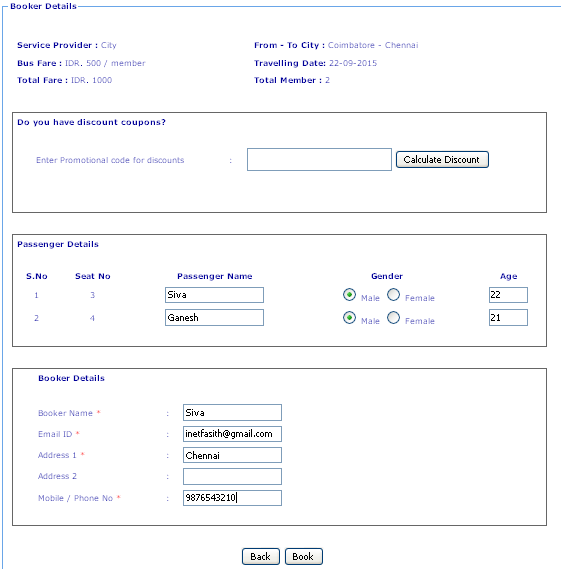 Booker Details
Service Provider : City From - To City : Coimbatore - Chennai
Bus Fare : IDR. 500 / member Travelling Date: 22-09-2015
Total Fare : IDR. 1000 Total Member : 2
Do you have discount coupons?
Enter Promotional code for discounts : Calculate Discount
Passenger Details
S.No Seat No Passenger Name Gender Age
1 3 Siva Male Female 22
2 4 Ganesh Male Female 21
Booker Details
Booker Name * : Siva
Email ID * : inetfasith@gmail.com
Address 1 * : Chennai
Address 2 :
Mobile / Phone No * : 9876543210
Back Book